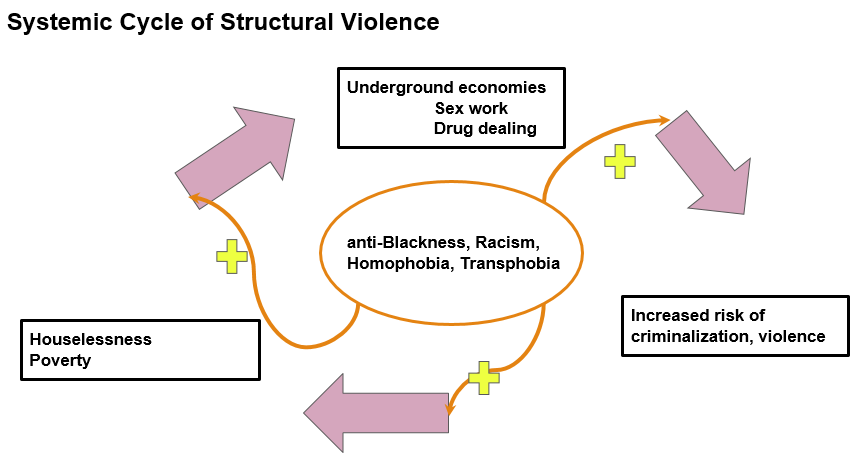 Systemic Cycle of Structural Violence
Underground economies
Sex work
Drug dealing
anti-Blackness, Racism,
Homophobia, Transphobia
Increased risk of
criminalization, violence
Houselessness
Poverty